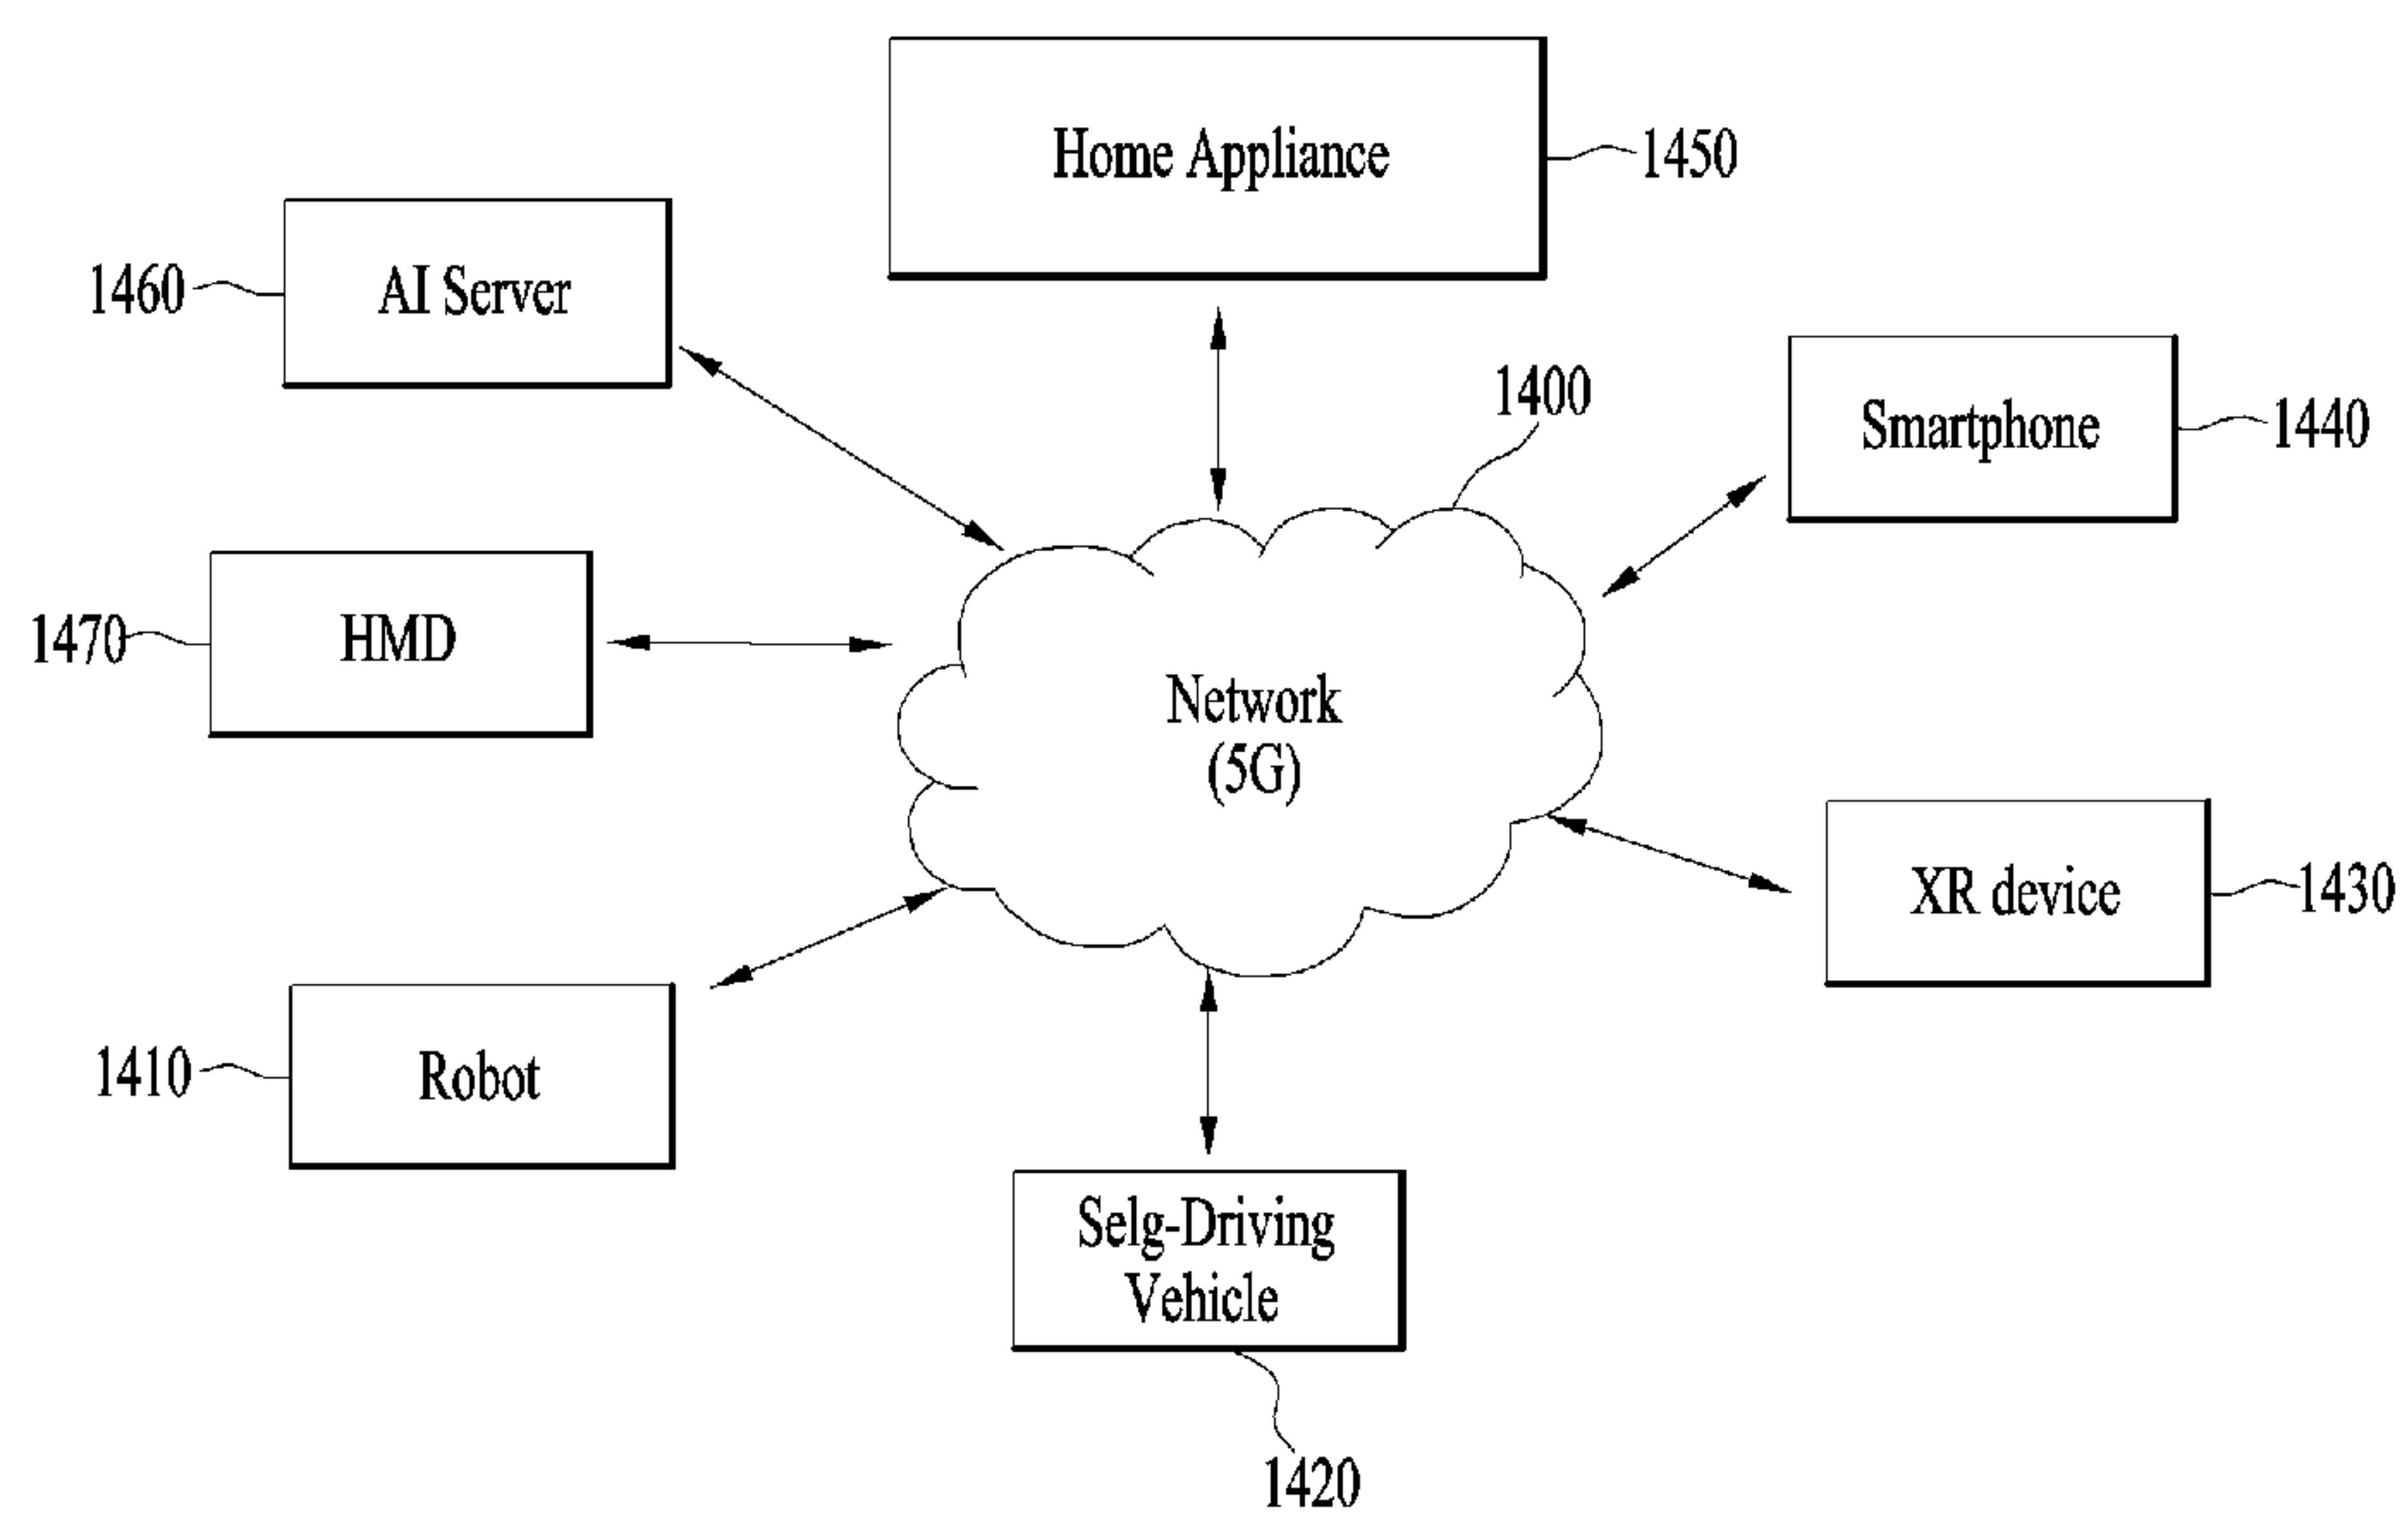 Home Appliance
1450
AI Server
1460
1400
Smartphone
1440
HMD
1470
Network
(5G)
XR device
1430
Robot
1410
Selg-Driving
Vehicle
1420